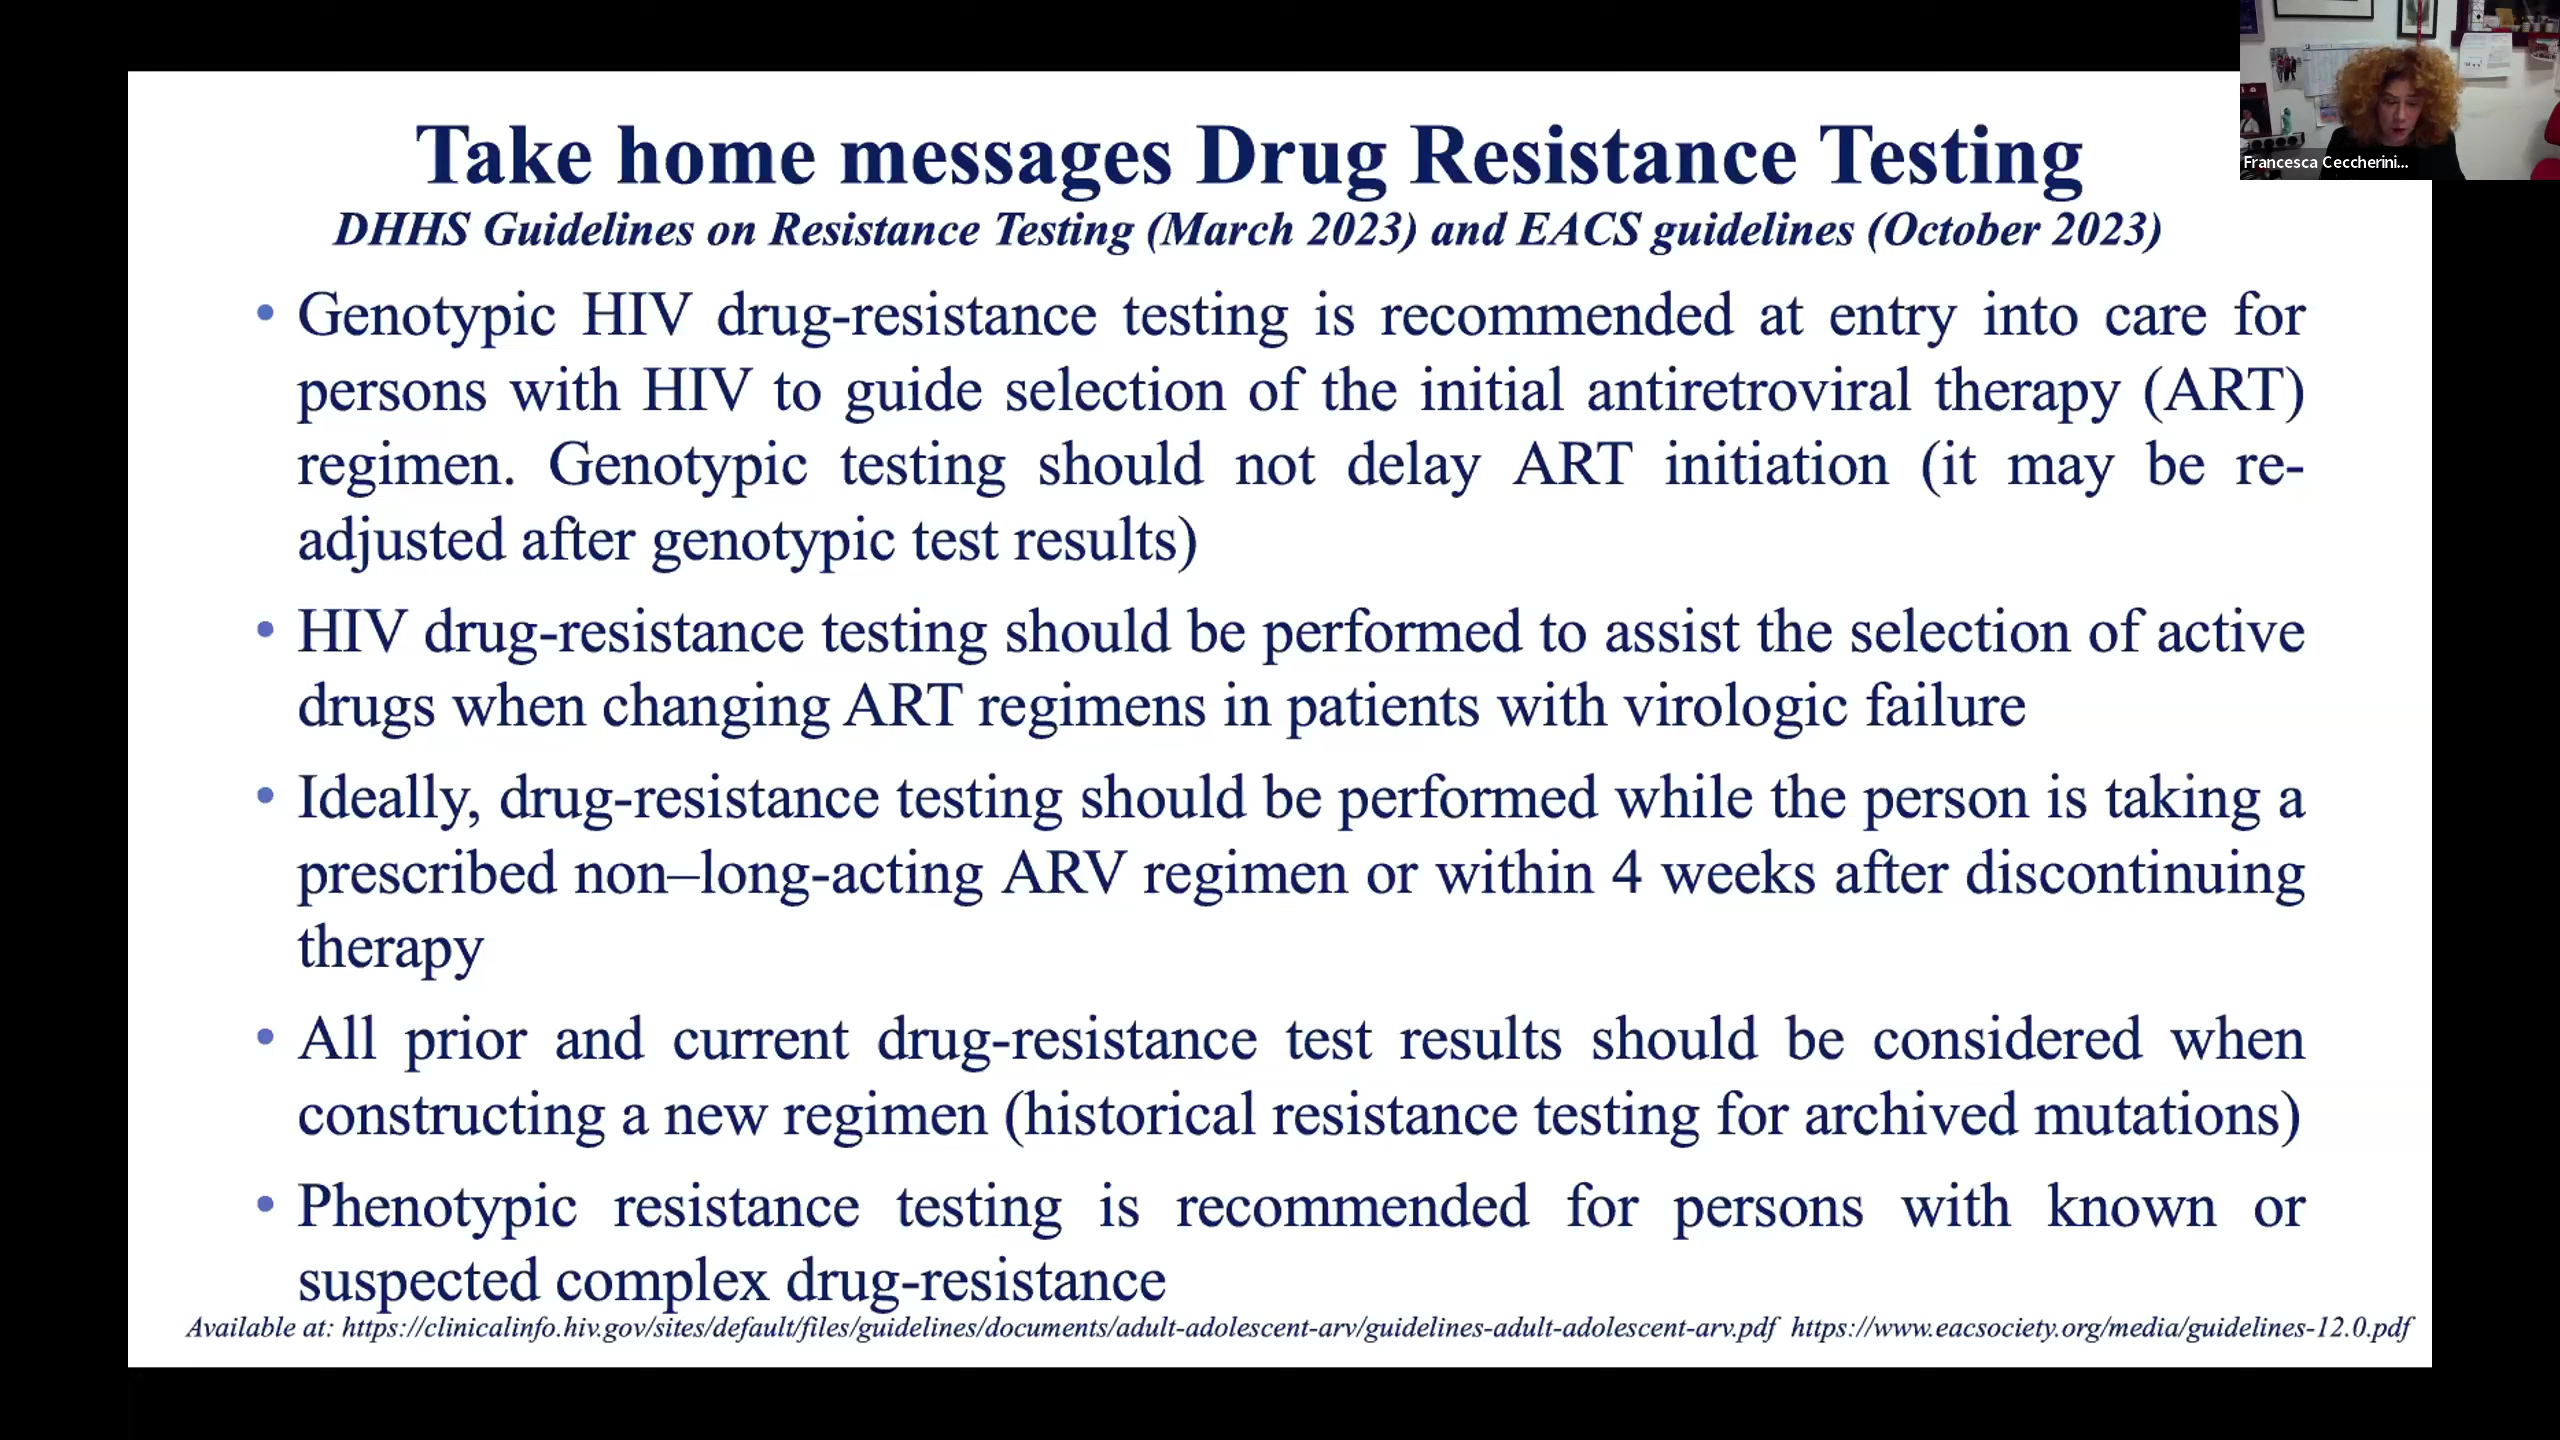 Take home messages Drug Resistance Testing
DHHS Guidelines on Resistance Testing (March 2023) and EACS guidelines (October 2023)
• Genotypic HIV drug-resistance testing is recommended at entry into care for
persons with HIV to guide selection of the initial antiretroviral therapy (ART)
regimen. Genotypic testing should not delay ART initiation (it may be re-
adjusted after genotypic test results)
• HIV drug-resistance testing should be performed to assist the selection of active
drugs when changing ART regimens in patients with virologic failure
• Ideally, drug-resistance testing should be performed while the person is taking a
prescribed non–long-acting ARV regimen or within 4 weeks after discontinuing
therapy
• All prior and current drug-resistance test results should be considered when
constructing a new regimen (historical resistance testing for archived mutations)
• Phenotypic resistance testing is recommended for persons with known or
suspected complex drug-resistance
Available at: https://clinicalinfo.hiv.gov/sites/default/files/guidelines/documents/adult-adolescent-arv/guidelines-adult-adolescent-arv.pdf https://www.eacsociety.org/media/guidelines-12.0.pdf
Francesca Ceccherini...